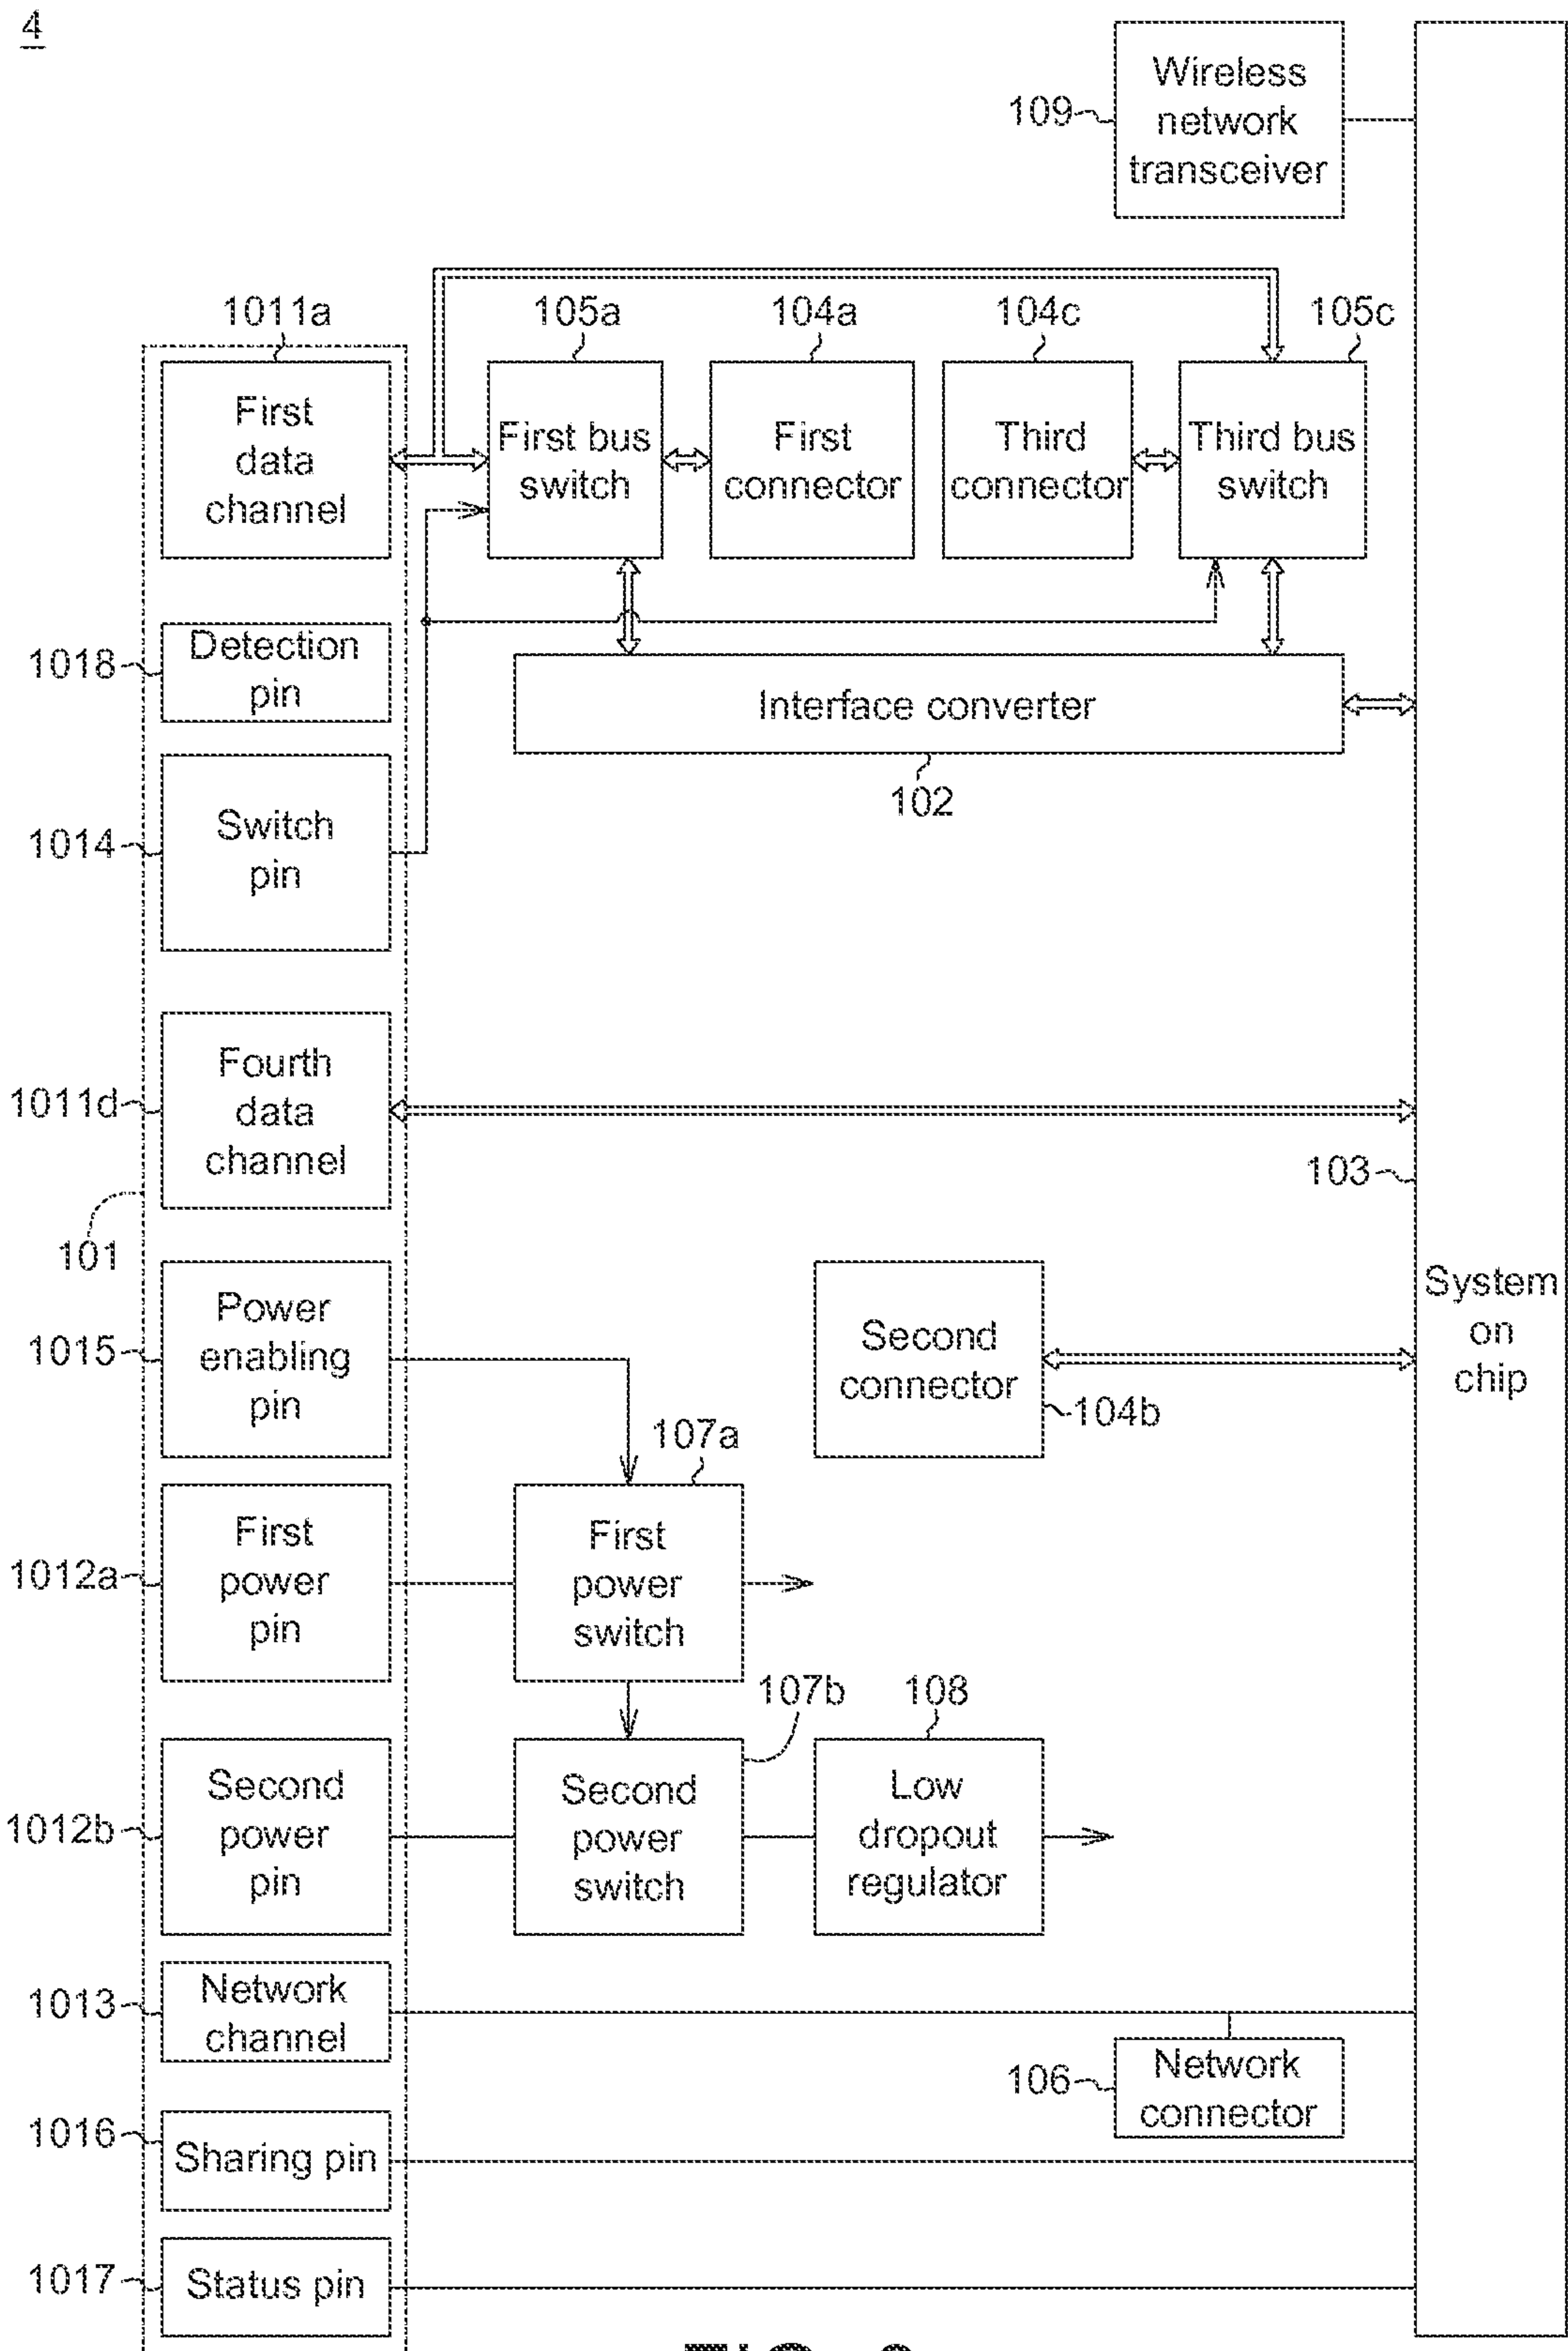 4
Wireless
network
transceiver
109
1011a
105a
104a
104c
105c
First
data
channel
First bus
switch
First
connector
Third
connector
Third bus
switch
1018
Detection
pin
Interface converter
102
1014
Switch
pin
1011d
Fourth
data
channel
103
101
System
on
chip
1015
Power
enabling
pin
Second
connector
104b
107a
1012a
First
power
pin
First
power
switch
107b
108
1012b
Second
power
pin
Second
power
switch
Low
dropout
regulator
1013
Network
channel
106
Network
connector
1016
Sharing pin
1017
Status pin